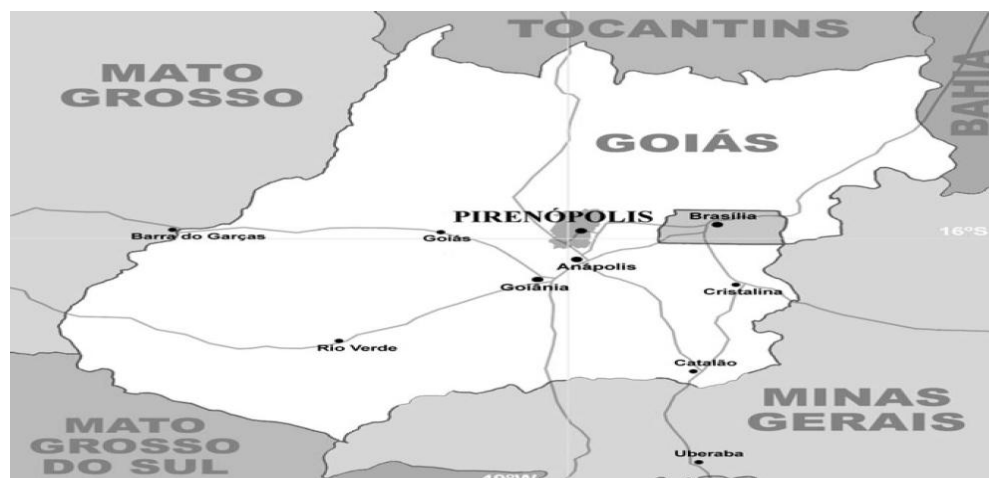 TOCANTINS
MATO
GROSSO
BAHIA
GOIÁS
PIRENÓPOLIS
Brasília
Barra do Garças
Goiás
16°S
Anápolis
Goiânia
Cristalina
Rio Verde
Catalão
MINAS
GERAIS
MATO
GROSSO
DO SUL
Uberaba